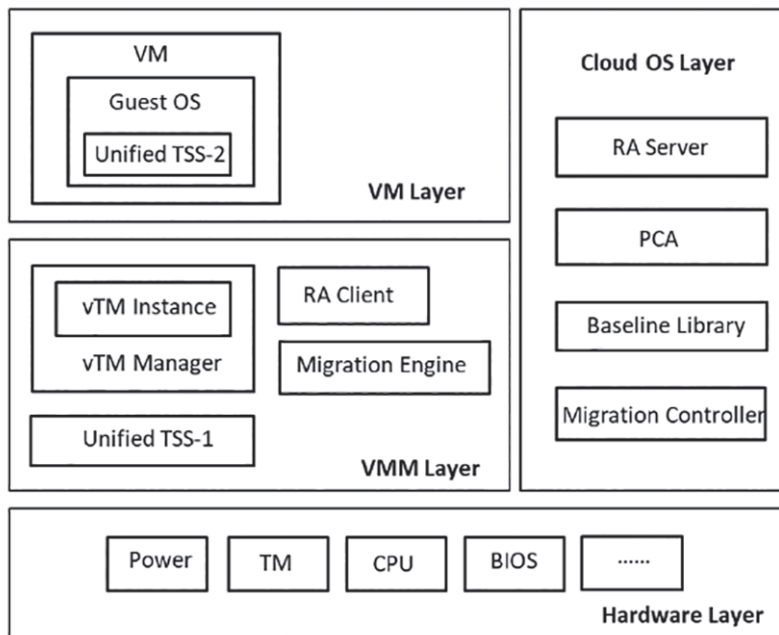 VM
Guest OS
Unified TSS-2
VM Layer
Cloud OS Layer
RA Server
PCA
Baseline Library
Migration Controller
vTM Instance
vTM Manager
RA Client
Migration Engine
Unified TSS-1
VMM Layer
Power
TM
CPU
BIOS
......
Hardware Layer